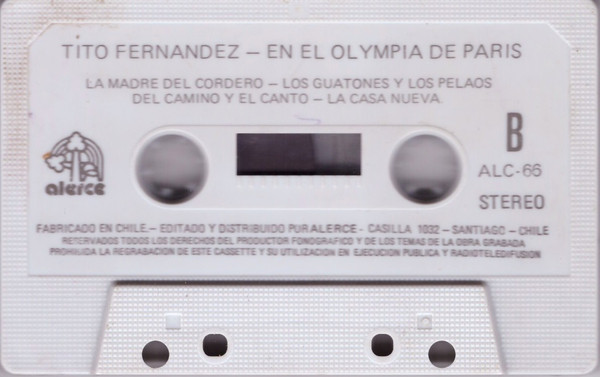 TITO FERNANDEZ – EN EL OLYMPIA DE PARIS
LA MADRE DEL CORDERO – LOS GUATONES Y LOS PELAOS
DEL CAMINO Y EL CANTO – LA CASA NUEVA.
B
ALC-66
alerce
STEREO
FABRICADO EN CHILE.– EDITADO Y DISTRIBUIDO PUR ALERCE - CASILLA 1032 – SANTIAGO – CHILE
RETERVADOS TODOS LOS DERECHOS DEL PRODUCTOR FONOGRAFICO Y DE LOS TEMAS DE LA OBRA GRABADA
PROHIBIDA LA REGRABACION DE ESTE CASSETTE Y SU UTILIZACION EN EJECUCION PUBLICA Y RADIOTELEDIFUSION